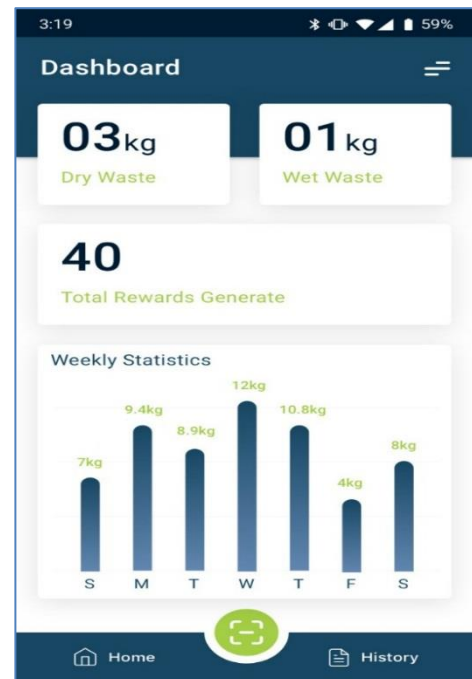 3:19 59%
Dashboard
03kg 01kg
Dry Waste Wet Waste
40
Total Rewards Generate
Weekly Statistics
12kg
9.4kg 10.8kg
8.9kg
8kg
7kg
4kg
S M T W T F S
Home History